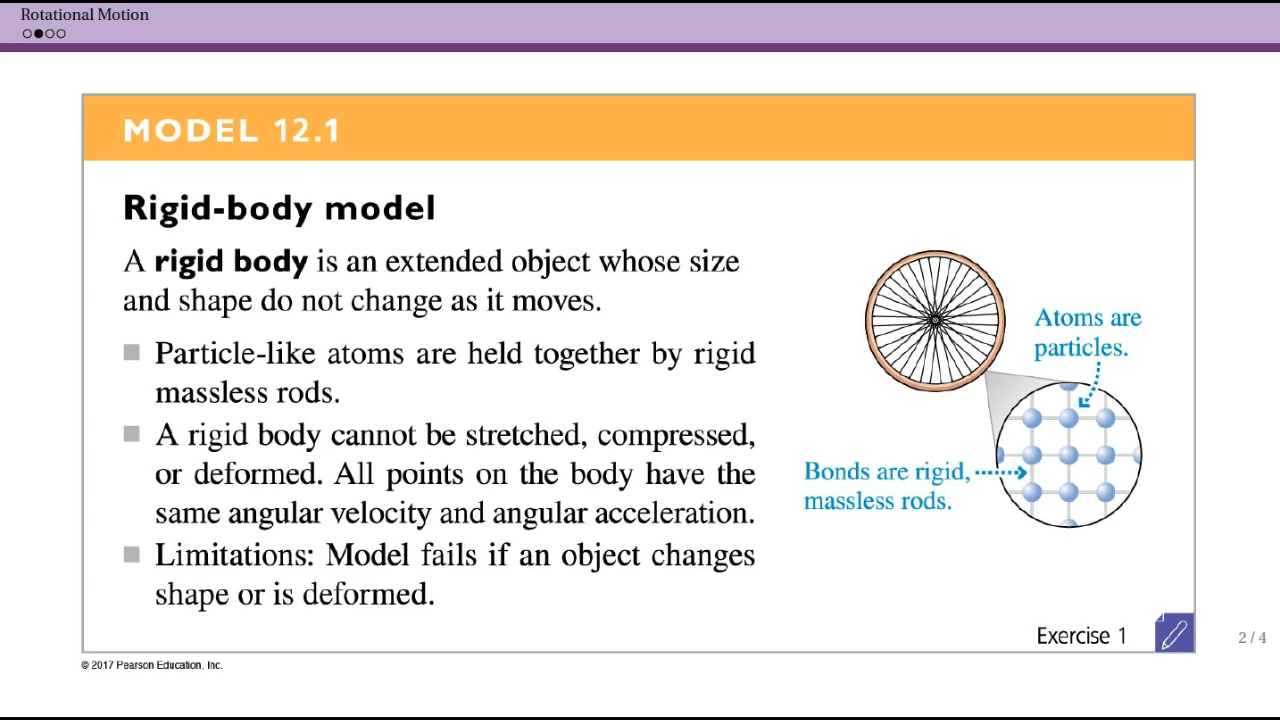 Rotational Motion
MODEL 12.1
Rigid-body model
A rigid body is an extended object whose size
and shape do not change as it moves.
Particle-like atoms are held together by rigid
massless rods.
A rigid body cannot be stretched, compressed,
or deformed. All points on the body have the
same angular velocity and angular acceleration.
Limitations: Model fails if an object changes
shape or is deformed.
Atoms are
particles.
Bonds are rigid,
massless rods.
Exercise 1
2 / 4
© 2017 Pearson Education, Inc.